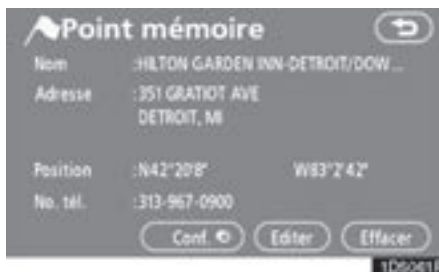 Point mémoire
Nom :HILTON GARDEN INN-DETROIT/DOW...
Adresse :351 GRATIOT AVE
DETROIT, MI
Position :N42°20'8" W83°2'42"
No. tél. :313-967-0900
Conf. Editer Effacer